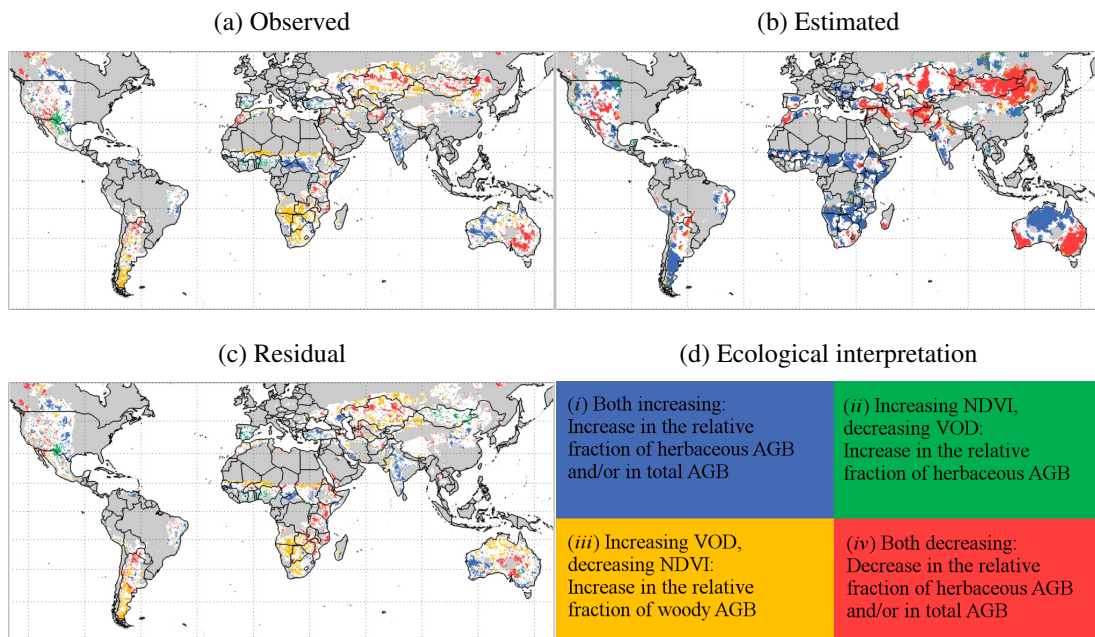 (a) Observed
(b) Estimated
(c) Residual
(d) Ecological interpretation
(i) Both increasing:
Increase in the relative
fraction of herbaceous AGB
and/or in total AGB
(ii) Increasing NDVI,
decreasing VOD:
Increase in the relative
fraction of herbaceous AGB
(iii) Increasing VOD,
decreasing NDVI:
Increase in the relative
fraction of woody AGB
(iv) Both decreasing:
Decrease in the relative
fraction of herbaceous AGB
and/or in total AGB